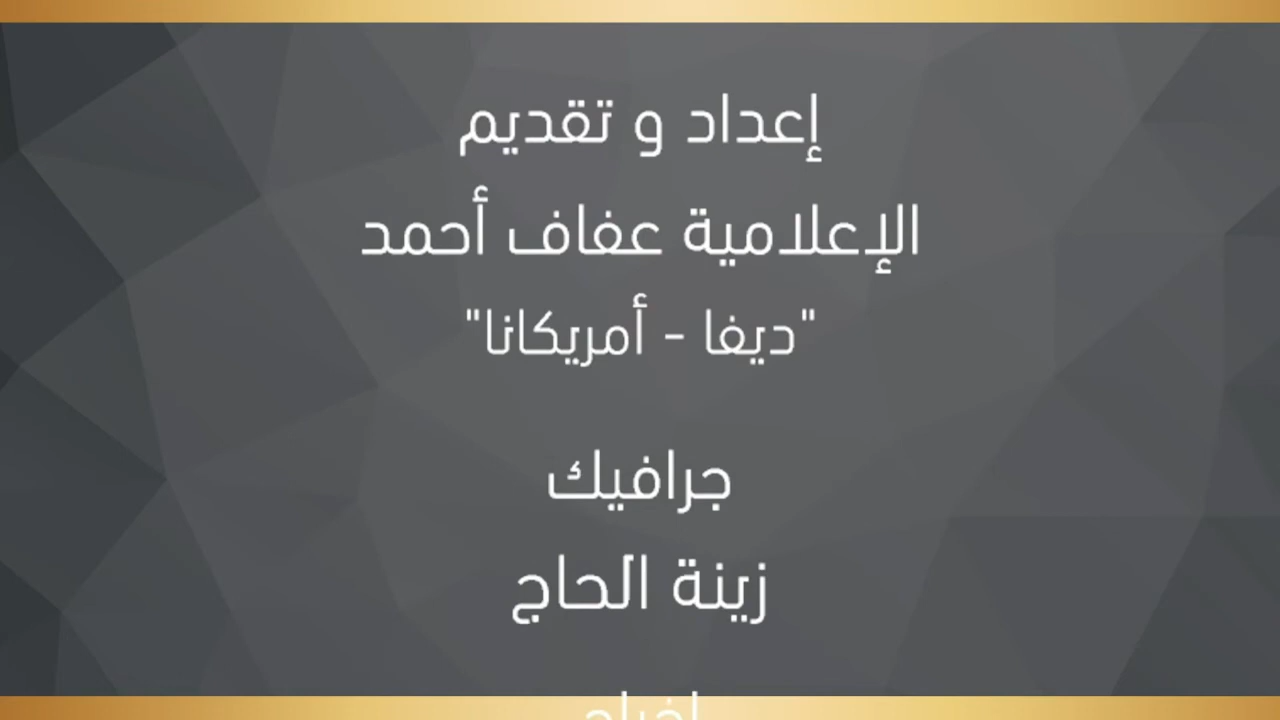 إعداد و تقديم
الإعلامية عفاف أحمد
"ديفا - أمريكانا"
جرافيك
زينة الحاج